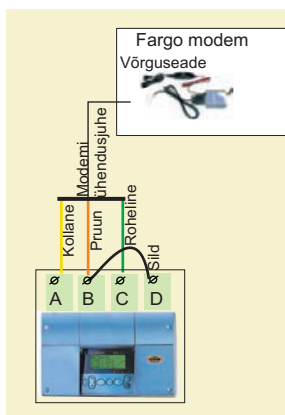 Fargo modem
Võrguseade
Modemi
ühendusjuhe
Kollane
Pruun
Roheline
Sild
A B C D